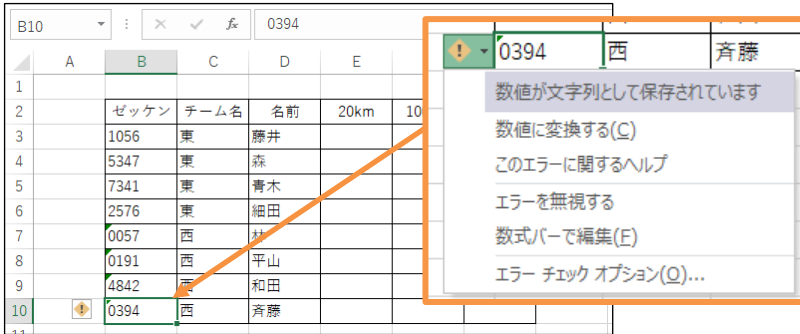 B10 fx 0394
A B C D E
1
2 ゼッケン チーム名 名前 20km 10
3 1056 東 藤井
4 5347 東 森
5 7341 東 青木
6 2576 東 細田
7 0057 西 林
8 0191 西 平山
9 4842 西 和田
10 0394 西 斉藤
11
0394 西 斉藤
数値が文字列として保存されています
数値に変換する(C)
このエラーに関するヘルプ
エラーを無視する
数式バーで編集(F)
エラー チェック オプション(O)...